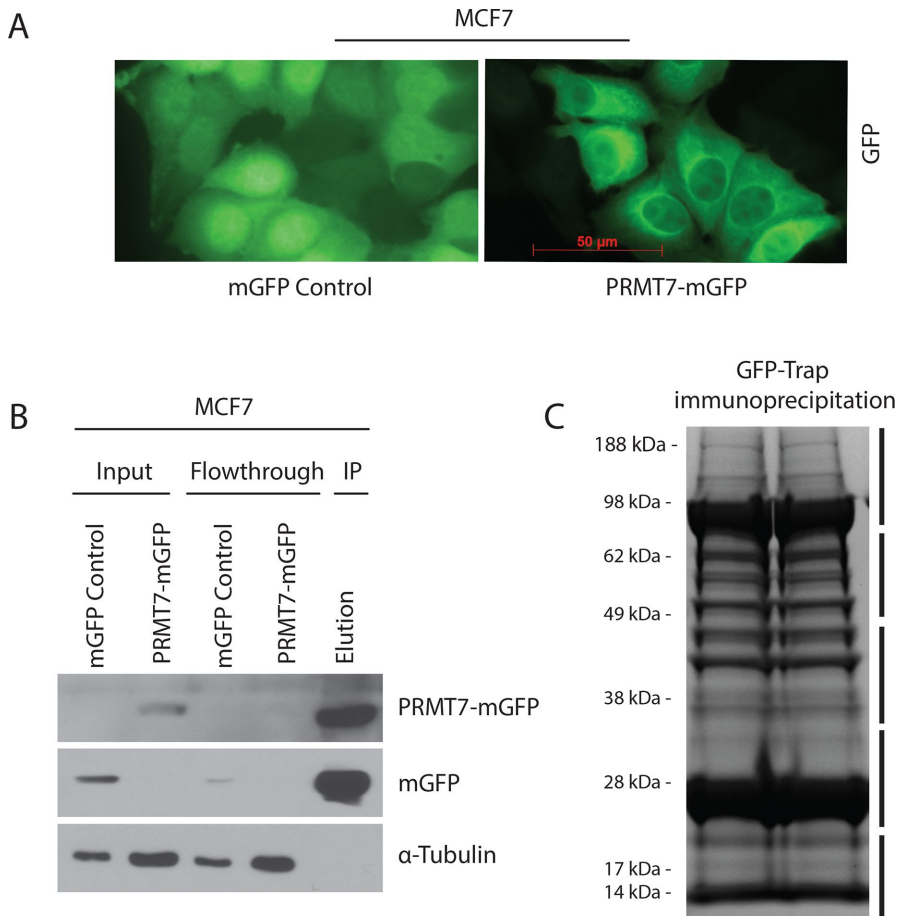 A
MCF7
GFP
50 µm
mGFP Control
PRMT7-mGFP
B
MCF7
Input
Flowthrough
IP
mGFP Control
PRMT7-mGFP
mGFP Control
PRMT7-mGFP
Elution
PRMT7-mGFP
mGFP
α-Tubulin
C
GFP-Trap
immunoprecipitation
188 kDa -
98 kDa -
62 kDa -
49 kDa -
38 kDa -
28 kDa -
17 kDa -
14 kDa -